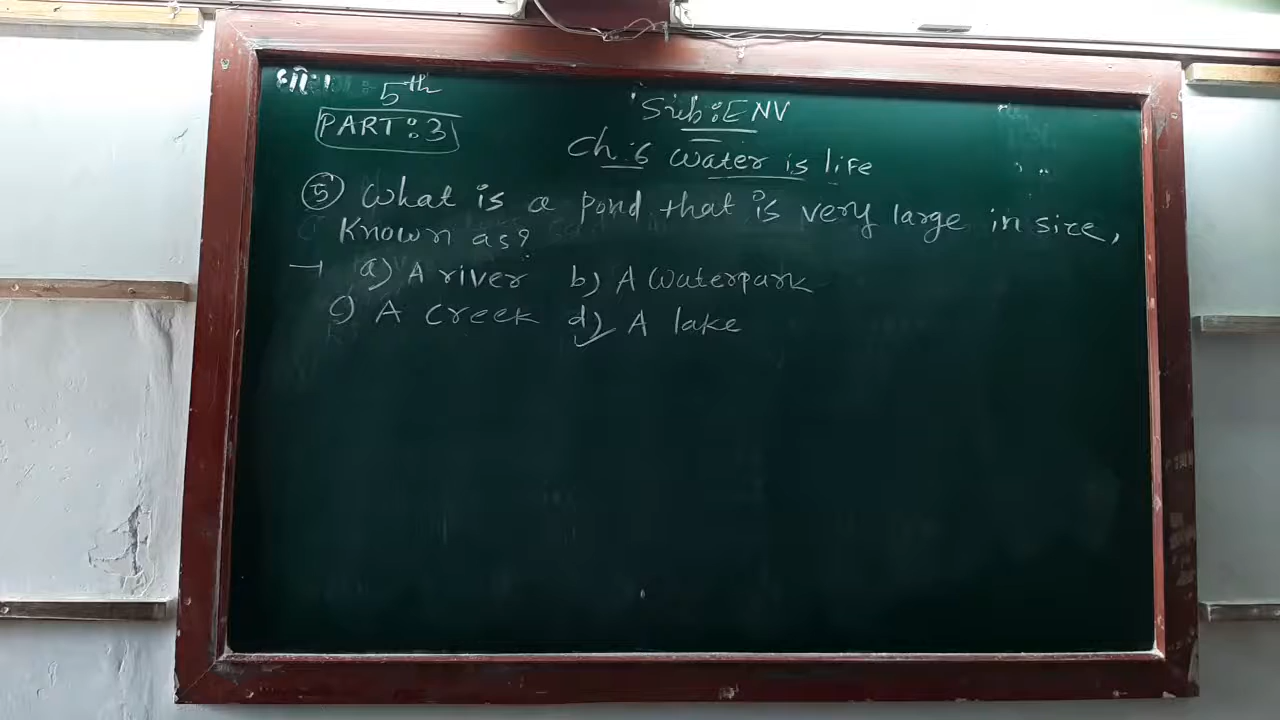 5th
PART:3
Sub:ENV
Ch:6 Water is life
⑤ What is a pond that is very large in size,
Known as?
→ a) A river b) A Waterpark
c) A Creek d) A lake